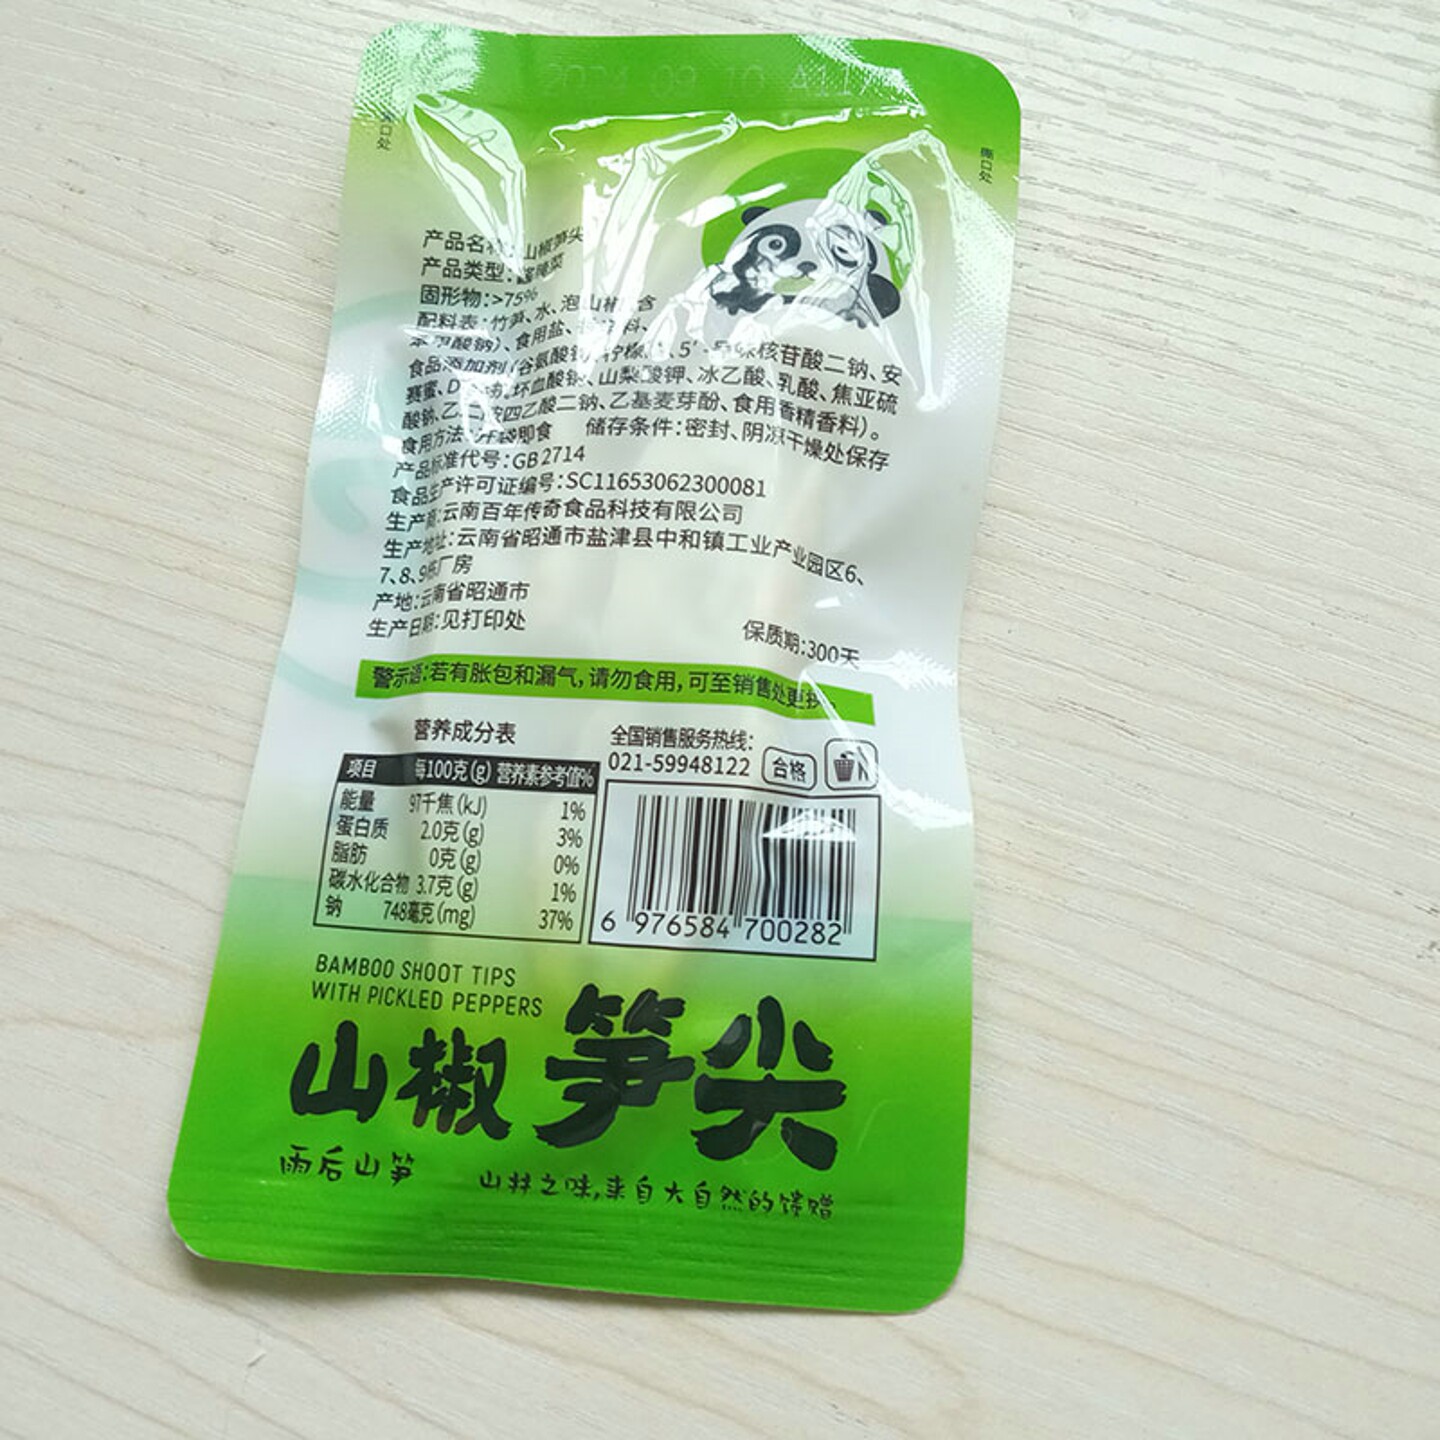 2024 09 10 A11
撕口处
产品名称:山椒笋尖
产品类型:酱腌菜
固形物:>75%
配料表:竹笋、水、泡山椒(含
苯甲酸钠)、食用盐、料、
食品添加剂(谷氨酸钠、柠檬酸、5'-呈味核苷酸二钠、安
赛蜜、D-异抗坏血酸钠、山梨酸钾、冰乙酸、乳酸、焦亚硫
酸钠、乙二胺四乙酸二钠、乙基麦芽酚、食用香精香料)。
食用方法:开袋即食 储存条件:密封、阴凉干燥处保存
产品标准代号:GB 2714
食品生产许可证编号:SC11653062300081
生产商:云南百年传奇食品科技有限公司
生产地址:云南省昭通市盐津县中和镇工业产业园区6、
7、8、9栋厂房
产地:云南省昭通市
生产日期:见打印处 保质期:300天
警示语:若有胀包和漏气,请勿食用,可至销售处更换。
营养成分表
项目 每100克(g) 营养素参考值%
能量 97千焦(kJ) 1%
蛋白质 2.0克(g) 3%
脂肪 0克(g) 0%
碳水化合物 3.7克(g) 1%
钠 748毫克(mg) 37%
全国销售服务热线:
021-59948122 合格
6 976584 700282
BAMBOO SHOOT TIPS
WITH PICKLED PEPPERS
山椒笋尖
雨后山笋 山林之味,来自大自然的馈赠